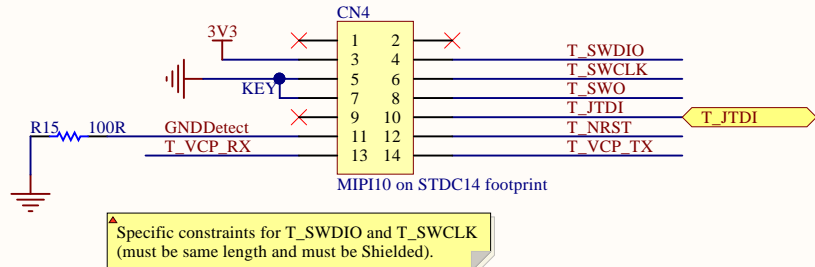 CN4
3V3
1 2
3 4 T_SWDIO
5 6 T_SWCLK
KEY 7 8 T_SWO
9 10 T_JTDI T_JTDI
R15 100R GNDDetect 11 12 T_NRST
T_VCP_RX 13 14 T_VCP_TX
MIPI10 on STDC14 footprint
Specific constraints for T_SWDIO and T_SWCLK
(must be same length and must be Shielded).